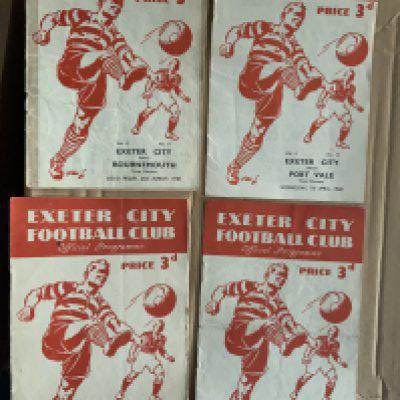 PRICE 3d
EXETER CITY
BOURNEMOUTH
PRICE 3d
EXETER CITY
PORT VALE
EXETER CITY
FOOTBALL CLUB
Official Programme
PRICE 3d
EXETER CITY
FOOTBALL CLUB
Official Programme
PRICE 3d